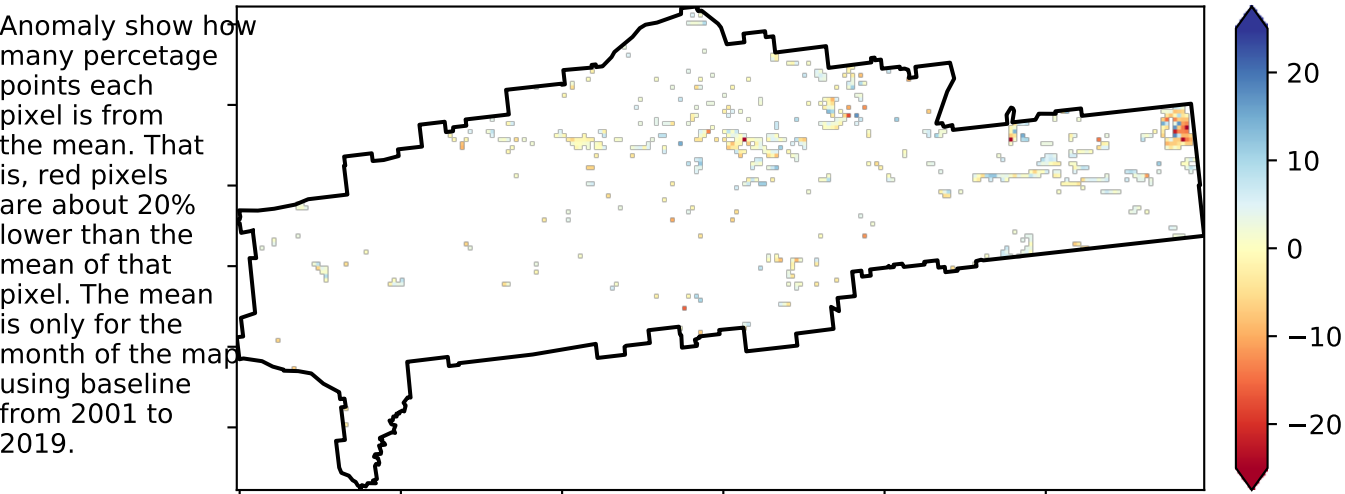 Anomaly show how
many percetage
points each
pixel is from
the mean. That
is, red pixels
are about 20%
lower than the
mean of that
pixel. The mean
is only for the
month of the map
using baseline
from 2001 to
2019.
20
10
0
−10
−20